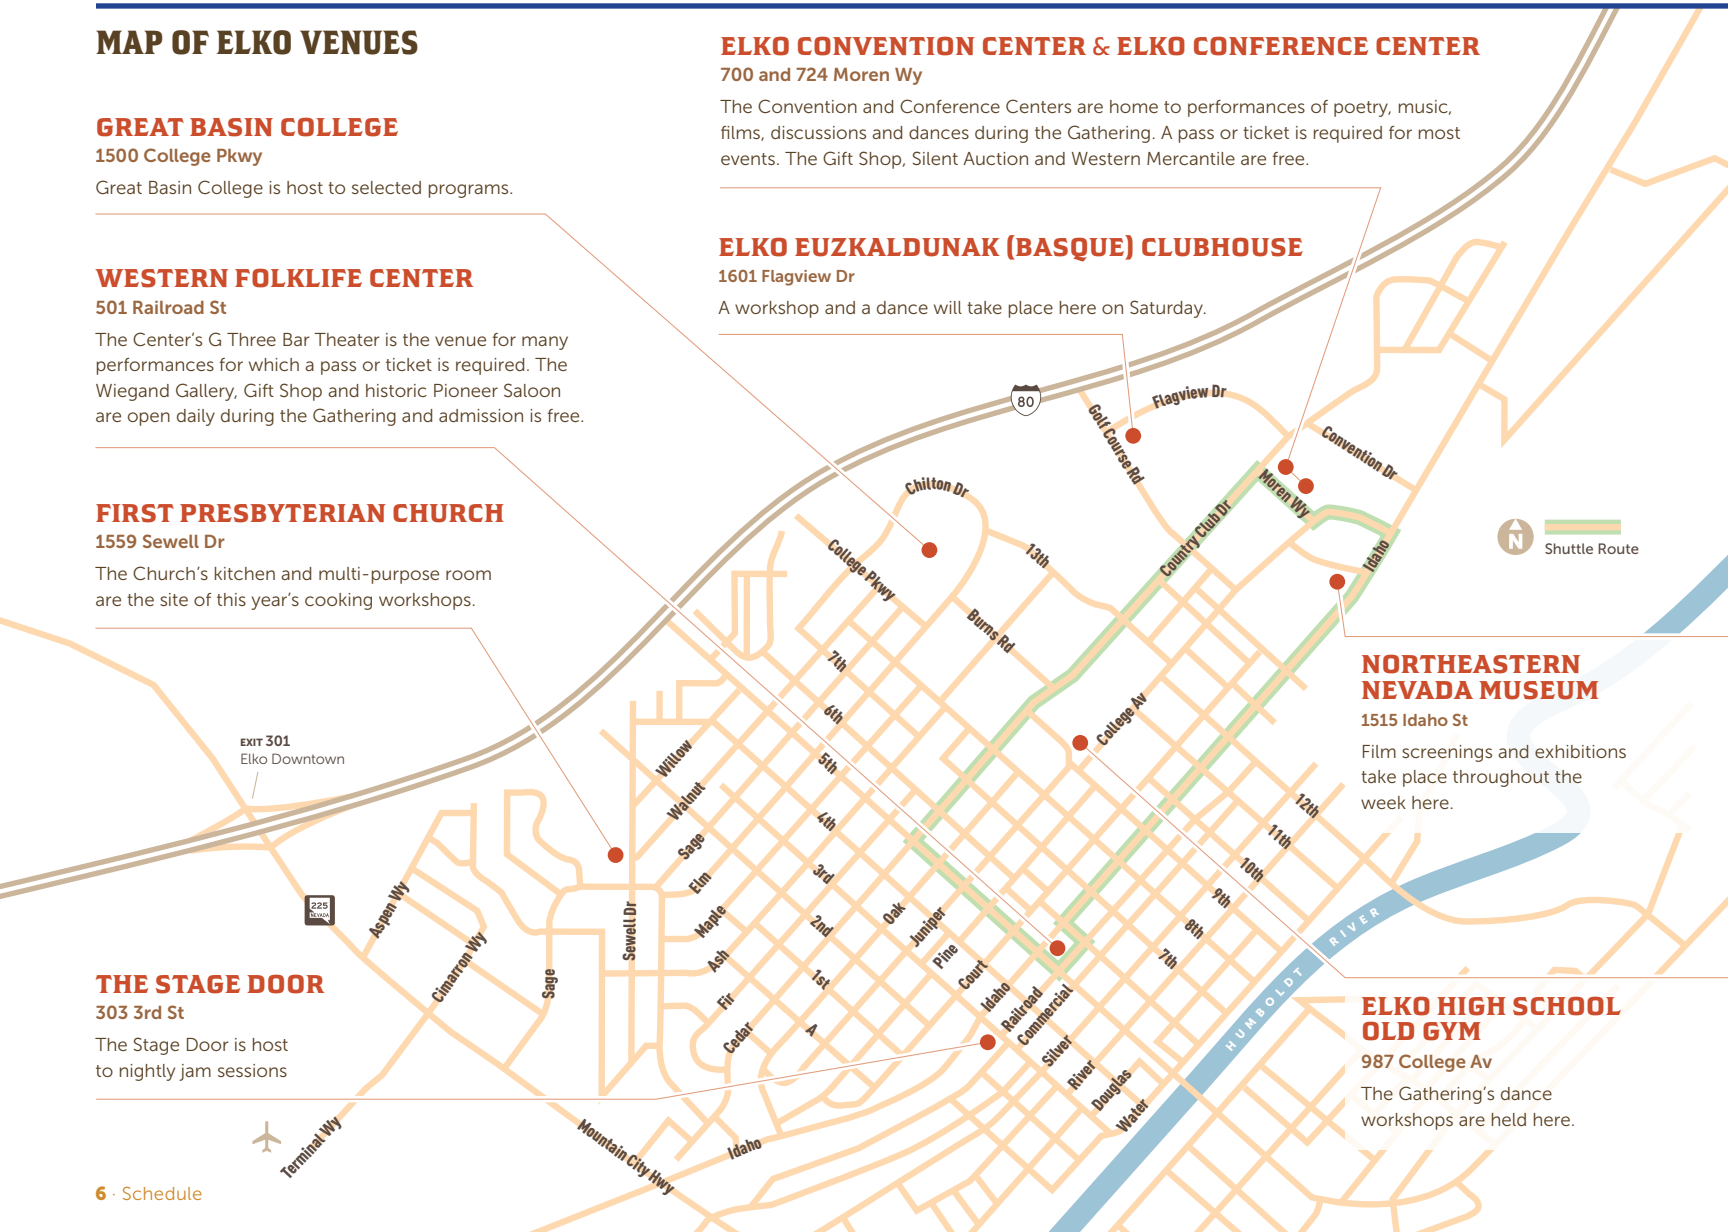 MAP OF ELKO VENUES
GREAT BASIN COLLEGE
1500 College Pkwy
Great Basin College is host to selected programs.
WESTERN FOLKLIFE CENTER
501 Railroad St
The Center’s G Three Bar Theater is the venue for many
performances for which a pass or ticket is required. The
Wiegand Gallery, Gift Shop and historic Pioneer Saloon
are open daily during the Gathering and admission is free.
FIRST PRESBYTERIAN CHURCH
1559 Sewell Dr
The Church’s kitchen and multi-purpose room
are the site of this year’s cooking workshops.
ELKO CONVENTION CENTER & ELKO CONFERENCE CENTER
700 and 724 Moren Wy
The Convention and Conference Centers are home to performances of poetry, music,
films, discussions and dances during the Gathering. A pass or ticket is required for most
events. The Gift Shop, Silent Auction and Western Mercantile are free.
ELKO EUZKALDUNAK (BASQUE) CLUBHOUSE
1601 Flagview Dr
A workshop and a dance will take place here on Saturday.
80
Flagview Dr
Golf Course Rd
Convention Dr
Moren Wy
Chilton Dr
Country Club Dr
Idaho
N
Shuttle Route
College Pkwy
13th
Burns Rd
NORTHEASTERN
NEVADA MUSEUM
1515 Idaho St
Film screenings and exhibitions
take place throughout the
week here.
EXIT 301
Elko Downtown
7th
6th
5th
4th
3rd
2nd
1st
A
College Av
Willow
Walnut
Sage
Elm
Maple
Ash
Fir
Cedar
12th
11th
10th
9th
8th
7th
Oak
Juniper
Pine
Court
Idaho
Railroad
Commercial
Silver
River
Douglas
Water
HUMBOLDT RIVER
225
NEVADA
Aspen Wy
Cimarron Wy
Sage
Sewell Dr
THE STAGE DOOR
303 3rd St
The Stage Door is host
to nightly jam sessions
ELKO HIGH SCHOOL
OLD GYM
987 College Av
The Gathering’s dance
workshops are held here.
Terminal Wy
Mountain City Hwy
Idaho
6 · Schedule